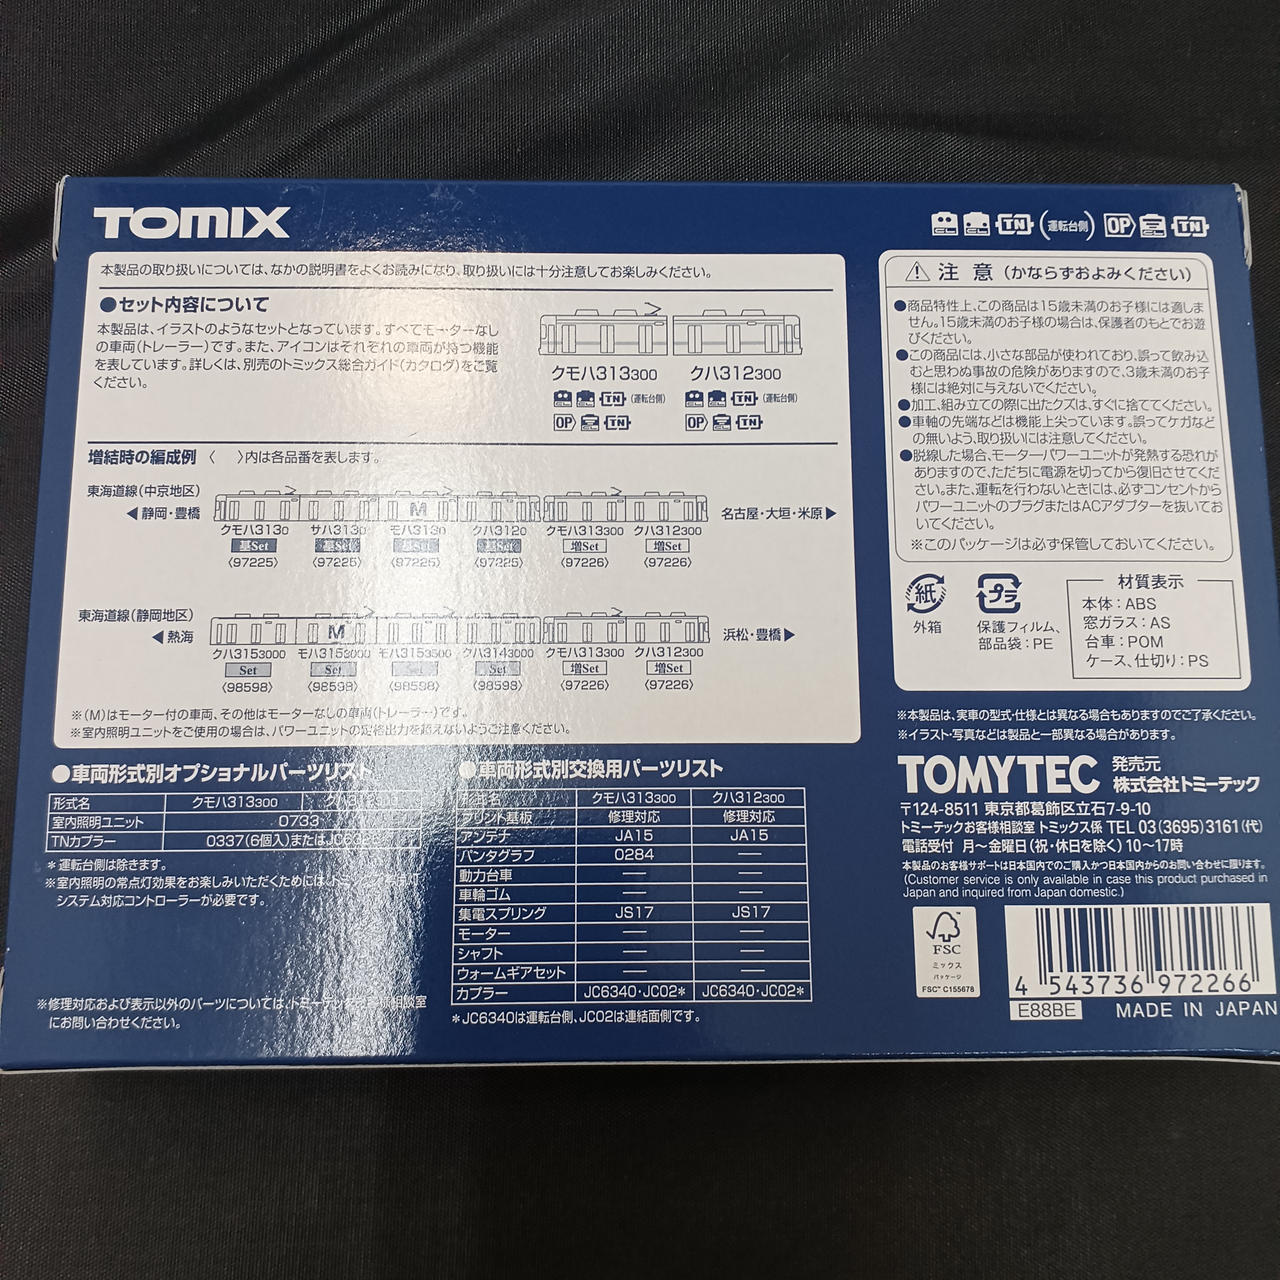 TOMIX
TN (運転台側) OP TN
本製品の取り扱いについては、なかの説明書をよくお読みになり、取り扱いには十分注意してお楽しみください。
●セット内容について
本製品は、イラストのようなセットとなっています。すべてモーターなし
の車両(トレーラー)です。また、アイコンはそれぞれの車両が持つ機能
を表しています。詳しくは、別売のトミックス総合ガイド(カタログ)をご覧
ください。
クモハ313300 クハ312300
TN (運転台側) TN (運転台側)
OP TN OP TN
増結時の編成例 〈 〉内は各品番を表します。
東海道線(中京地区)
◀静岡・豊橋 M 名古屋・大垣・米原▶
クモハ3130 サハ3130 モハ3130 クハ3120 クモハ313300 クハ312300
基Set 基Set 基Set 基Set 増Set 増Set
〈97225〉 〈97225〉 〈97225〉 〈97225〉 〈97226〉 〈97226〉
東海道線(静岡地区)
◀熱海 M 浜松・豊橋▶
クハ3153000 モハ3153000 モハ3153500 クハ3143000 クモハ313300 クハ312300
Set Set Set Set 増Set 増Set
〈98598〉 〈98598〉 〈98598〉 〈98598〉 〈97226〉 〈97226〉
※(M)はモーター付の車両、その他はモーターなしの車両(トレーラー)です。
※室内照明ユニットをご使用の場合は、パワーユニットの定格出力を超えないようご注意ください。
●車両形式別オプショナルパーツリスト
形式名 クモハ313300
室内照明ユニット 0733
TNカプラー 0337(6個入)または
*運転台側は除きます。
※室内照明の常点灯効果をお楽しみいただくためには、
システム対応コントローラーが必要です。
※修理対応および表示以外のパーツについては、トミーテックお客様相談室
にお問い合わせください。
●車両形式別交換用パーツリスト
形式名 クモハ313300 クハ312300
プリント基板 修理対応 修理対応
アンテナ JA15 JA15
パンタグラフ 0284 —
動力台車 — —
車輪ゴム — —
集電スプリング JS17 JS17
モーター — —
シャフト — —
ウォームギアセット — —
カプラー JC6340・JC02* JC6340・JC02*
*JC6340は運転台側、JC02は連結面側です。
⚠ 注意 (かならずおよみください)
●商品特性上、この商品は15歳未満のお子様には適しま
せん。15歳未満のお子様の場合は、保護者のもとでお遊
びください。
●この商品には、小さな部品が使われており、誤って飲み込
むと思わぬ事故の危険がありますので、3歳未満のお子
様には絶対に与えないでください。
●加工、組み立ての際に出たクズは、すぐに捨ててください。
●車軸の先端などは機能上尖っています。誤ってケガなど
の無いよう、取り扱いには注意してください。
●脱線した場合、モーターパワーユニットが発熱する恐れが
ありますので、ただちに電源を切ってから復旧させてくだ
さい。また、運転を行わないときには、必ずコンセントから
パワーユニットのプラグまたはACアダプターを抜いてお
いてください。
※このパッケージは必ず保管しておいてください。
紙
外箱
プラ
保護フィルム、
部品袋：PE
材質表示
本体：ABS
窓ガラス：AS
台車：POM
ケース、仕切り：PS
※本製品は、実車の型式・仕様とは異なる場合もありますのでご了承ください。
※イラスト・写真などは製品と一部異なる場合があります。
TOMYTEC 発売元
株式会社トミーテック
〒124-8511 東京都葛飾区立石7-9-10
トミーテックお客様相談室 トミックス係 TEL 03(3695)3161(代)
電話受付 月～金曜日(祝・休日を除く)10～17時
本製品のお客様サポートは日本国内でのご購入かつ日本国内からのお問い合わせに限ります。
(Customer service is only available in case this product purchased in
Japan and inquired from Japan domestic.)
FSC
ミックス
パッケージ
FSC™ C155678
4 543736 972266
E88BE MADE IN JAPAN